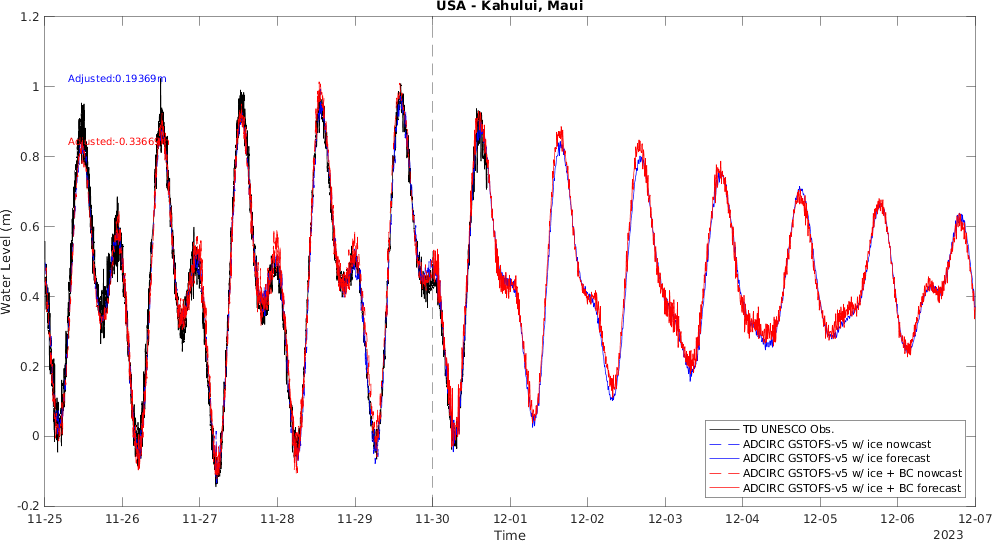 USA - Kahului, Maui
1.2
1
0.8
0.6
0.4
0.2
0
-0.2
Water Level (m)
Adjusted:0.19369m
Adjusted:-0.3366
TD UNESCO Obs.
ADCIRC GSTOFS-v5 w/ ice nowcast
ADCIRC GSTOFS-v5 w/ ice forecast
ADCIRC GSTOFS-v5 w/ ice + BC nowcast
ADCIRC GSTOFS-v5 w/ ice + BC forecast
11-25 11-26 11-27 11-28 11-29 11-30 12-01 12-02 12-03 12-04 12-05 12-06 12-07
Time
2023